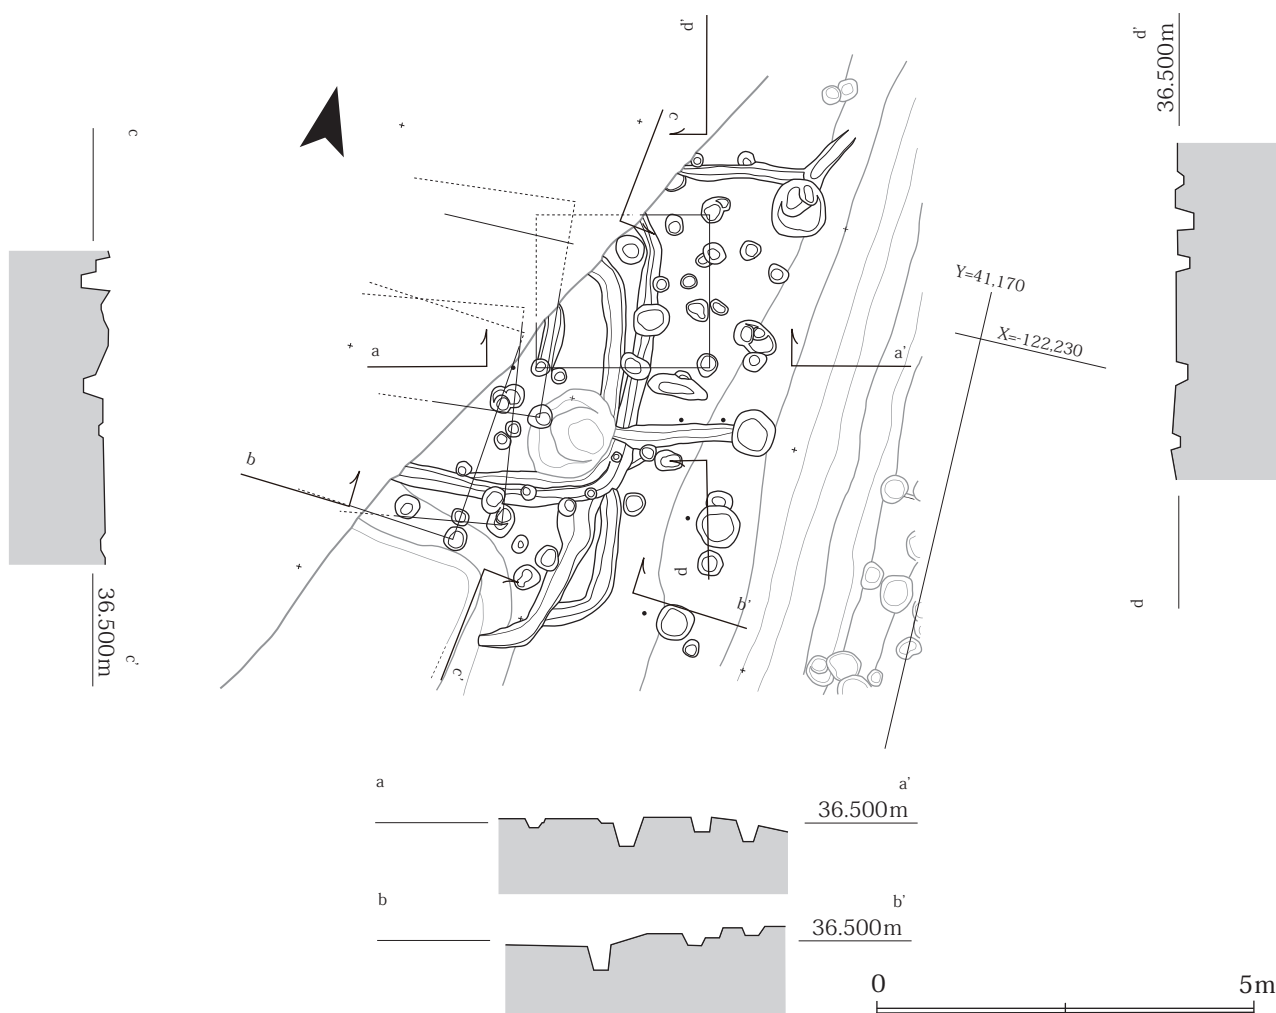 d'
d'
36.500m
c
c
Y=41,170
X=-122,230
a
a'
b
d
b'
d
36.500m
c'
c'
a
a'
36.500m
b
b'
36.500m
0
5m